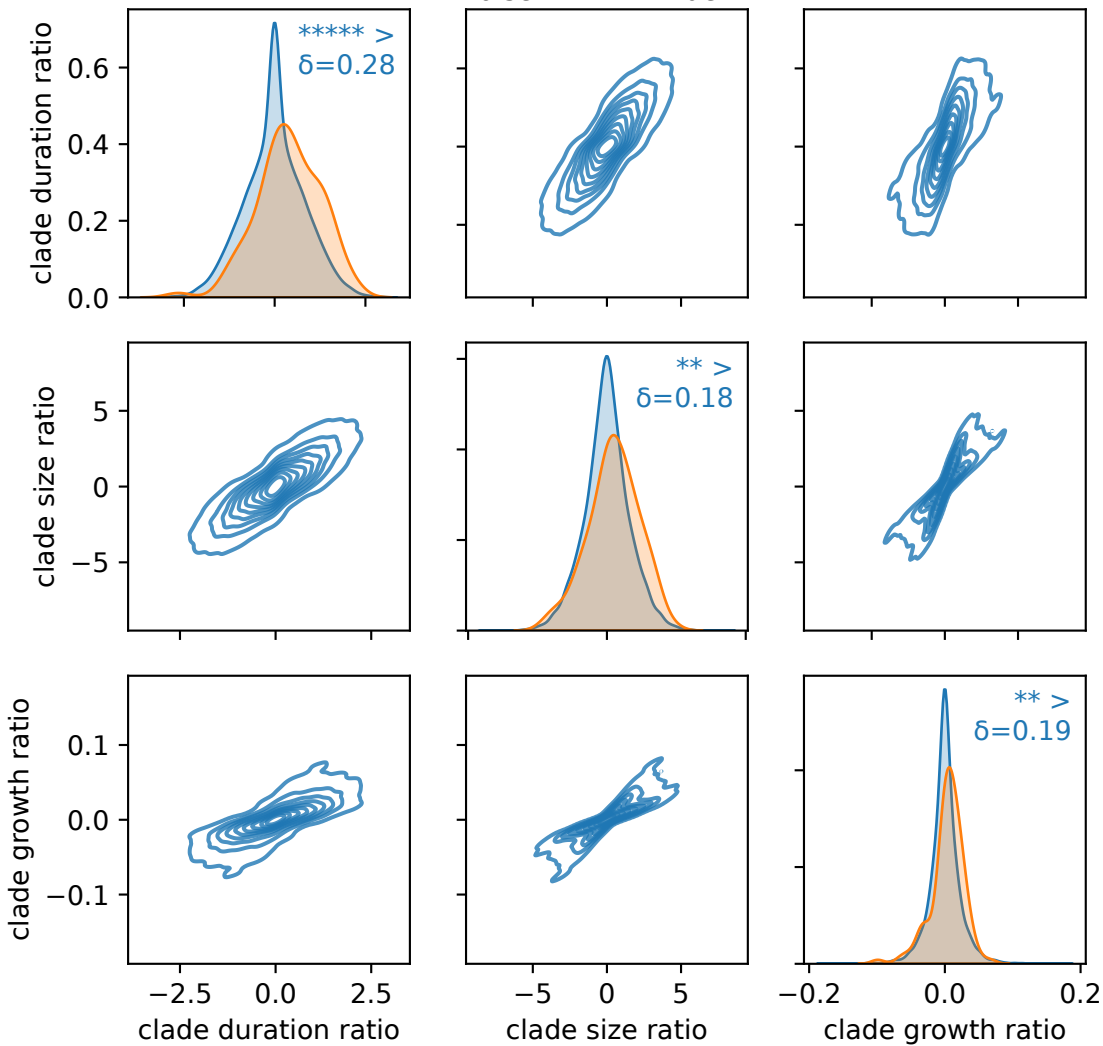 clade duration ratio
0.6
0.4
0.2
0.0
***** >
δ=0.28
clade size ratio
5
0
−5
** >
δ=0.18
clade growth ratio
0.1
0.0
−0.1
** >
δ=0.19
−2.5
0.0
2.5
−5
0
5
−0.2
0.0
0.2
clade duration ratio
clade size ratio
clade growth ratio